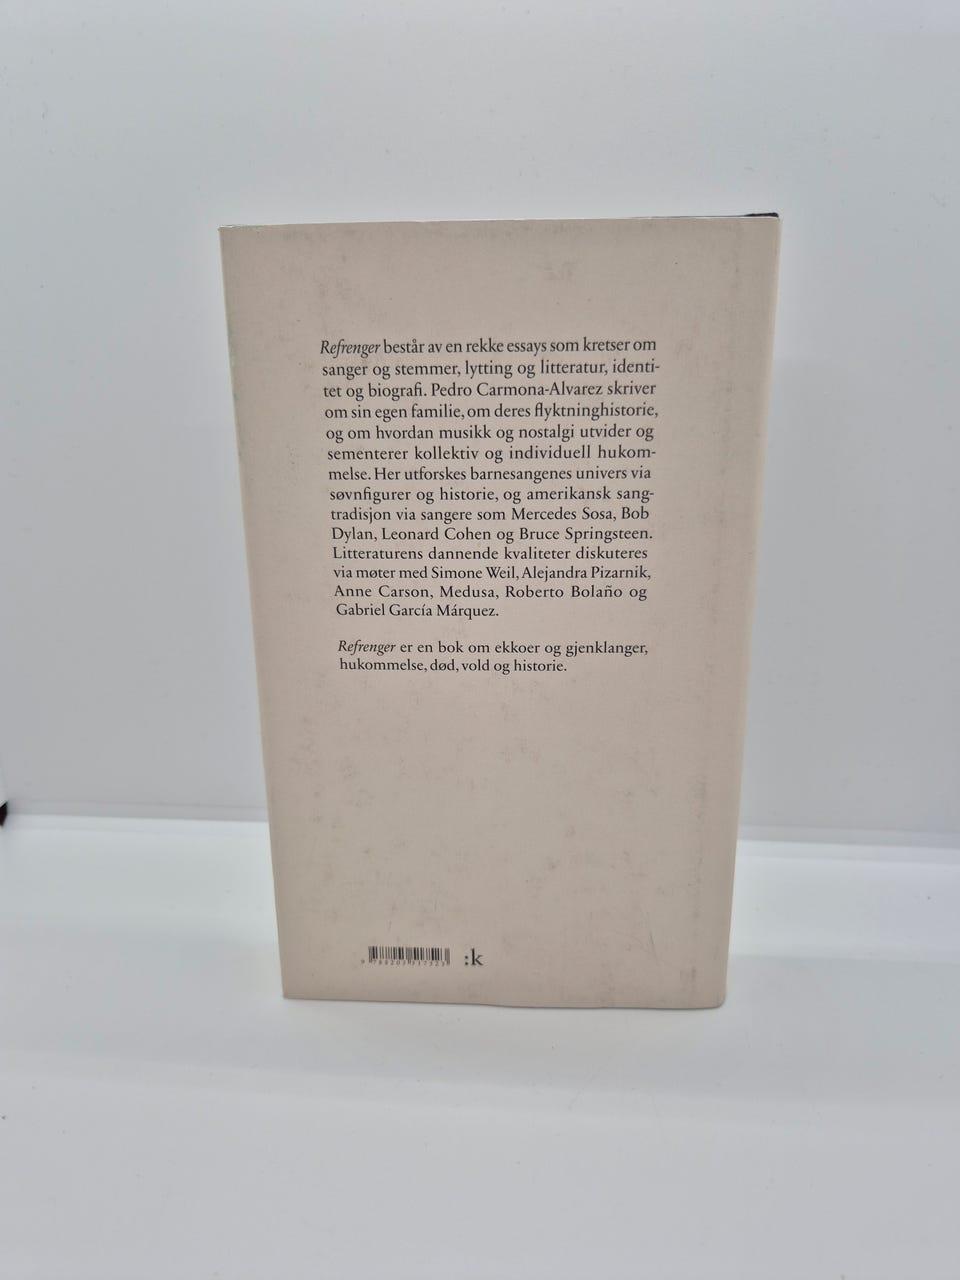 Refrenger består av en rekke essays som kretser om
sanger og stemmer, lytting og litteratur, identi-
tet og biografi. Pedro Carmona-Alvarez skriver
om sin egen familie, om deres flyktninghistorie,
og om hvordan musikk og nostalgi utvider og
sementerer kollektiv og individuell hukom-
melse. Her utforskes barnesangenes univers via
søvnfigurer og historie, og amerikansk sang-
tradisjon via sangere som Mercedes Sosa, Bob
Dylan, Leonard Cohen og Bruce Springsteen.
Litteraturens dannende kvaliteter diskuteres
via møter med Simone Weil, Alejandra Pizarnik,
Anne Carson, Medusa, Roberto Bolaño og
Gabriel García Márquez.
Refrenger er en bok om ekkoer og gjenklanger,
hukommelse, død, vold og historie.
:k